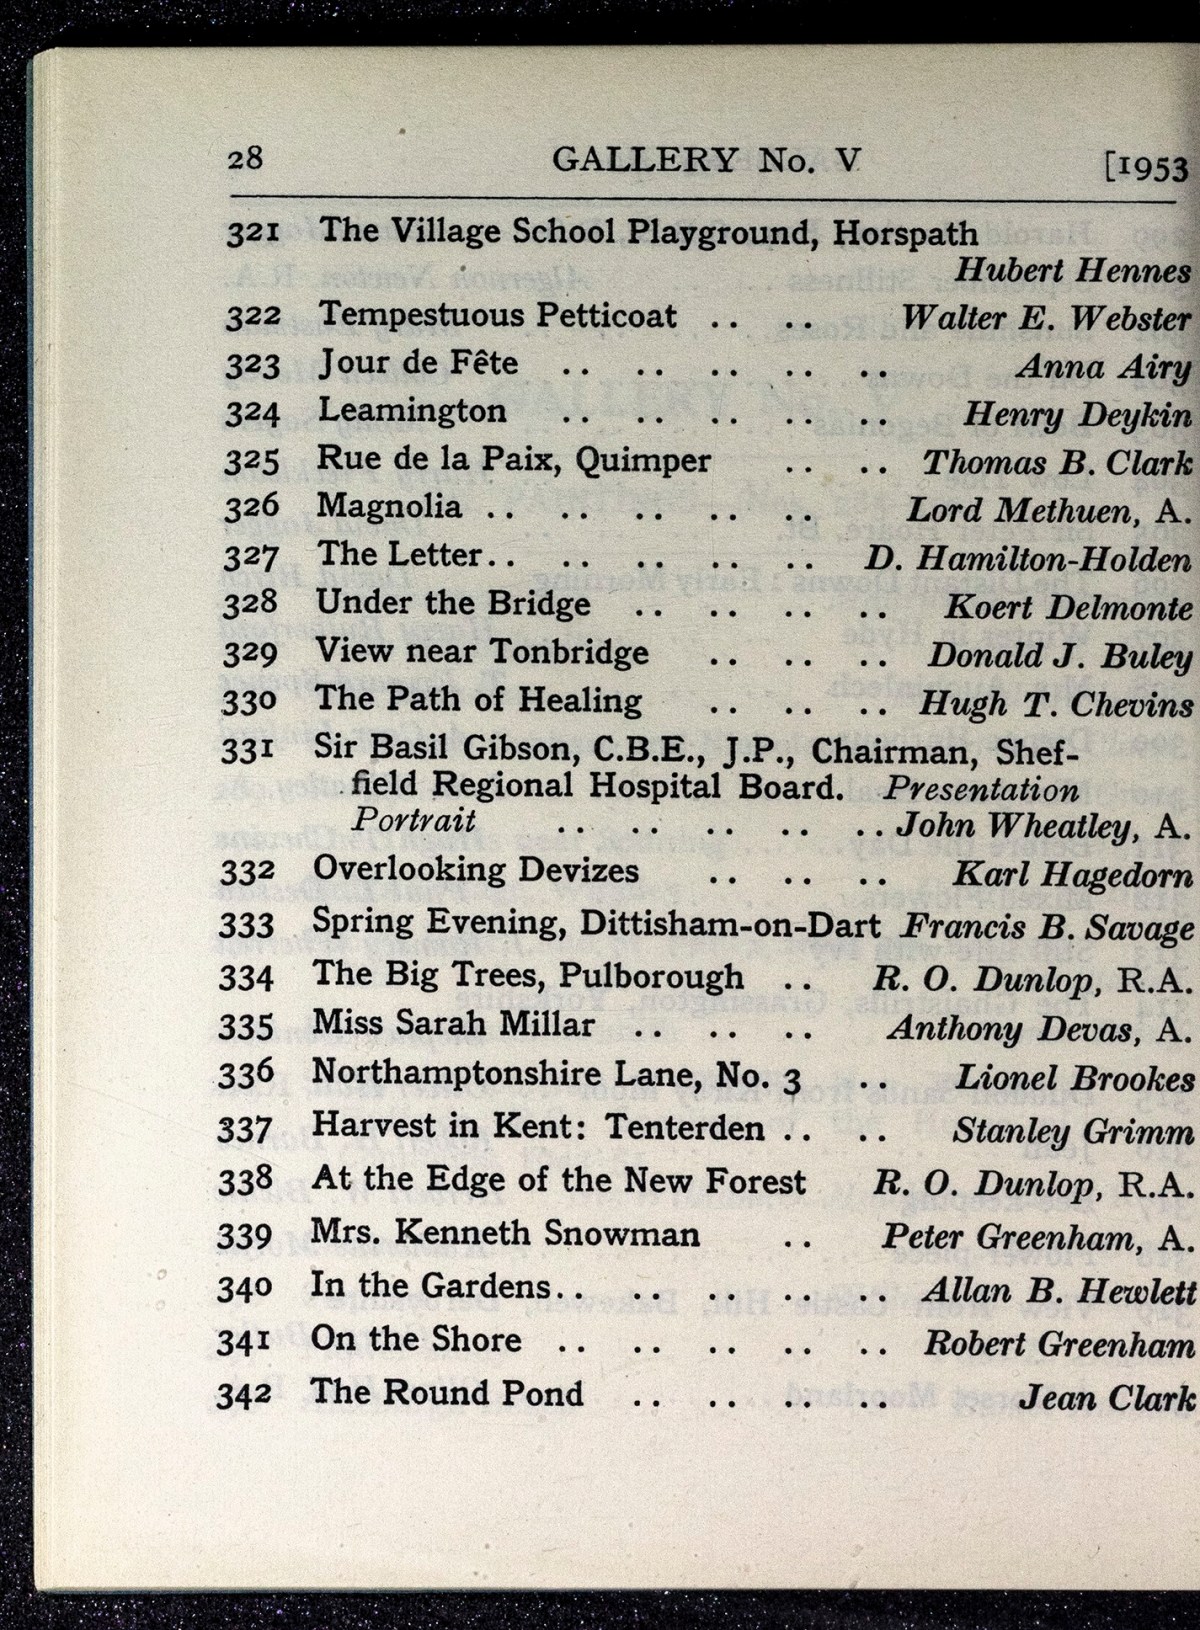 28 GALLERY No. V [1953
321 The Village School Playground, Horspath
Hubert Hennes
322 Tempestuous Petticoat .. .. Walter E. Webster
323 Jour de Fête .. .. .. .. .. Anna Airy
324 Leamington .. .. .. .. .. Henry Deykin
325 Rue de la Paix, Quimper .. .. Thomas B. Clark
326 Magnolia .. .. .. .. .. Lord Methuen, A.
327 The Letter .. .. .. .. .. D. Hamilton-Holden
328 Under the Bridge .. .. .. .. Koert Delmonte
329 View near Tonbridge .. .. .. Donald J. Buley
330 The Path of Healing .. .. .. Hugh T. Chevins
331 Sir Basil Gibson, C.B.E., J.P., Chairman, Shef-
field Regional Hospital Board. Presentation
Portrait .. .. .. .. .. John Wheatley, A.
332 Overlooking Devizes .. .. .. Karl Hagedorn
333 Spring Evening, Dittisham-on-Dart Francis B. Savage
334 The Big Trees, Pulborough .. R. O. Dunlop, R.A.
335 Miss Sarah Millar .. .. .. Anthony Devas, A.
336 Northamptonshire Lane, No. 3 .. Lionel Brookes
337 Harvest in Kent: Tenterden .. .. Stanley Grimm
338 At the Edge of the New Forest R. O. Dunlop, R.A.
339 Mrs. Kenneth Snowman .. Peter Greenham, A.
340 In the Gardens .. .. .. .. .. Allan B. Hewlett
341 On the Shore .. .. .. .. .. Robert Greenham
342 The Round Pond .. .. .. .. Jean Clark